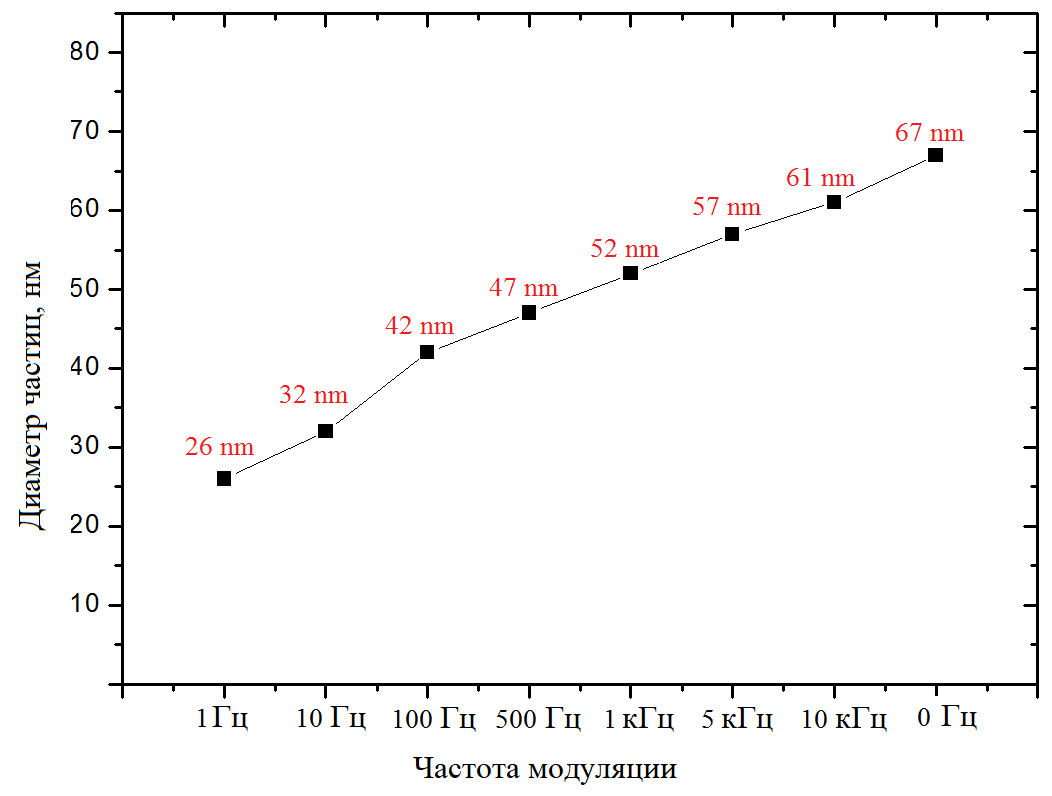 80
70
60
50
40
30
20
10
Диаметр частиц, нм
26 nm
32 nm
42 nm
47 nm
52 nm
57 nm
61 nm
67 nm
1Гц 10 Гц 100 Гц 500 Гц 1 кГц 5 кГц 10 кГц 0 Гц
Частота модуляции